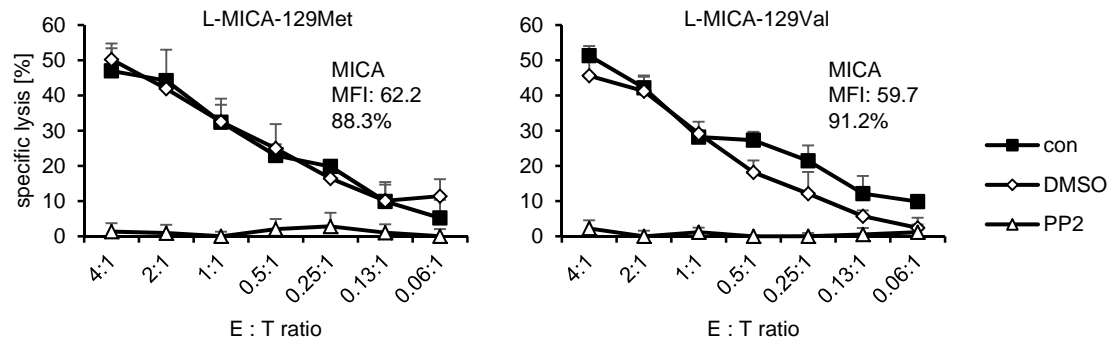 L-MICA-129Met
specific lysis [%]
60
50
40
30
20
10
0
MICA
MFI: 62.2
88.3%
4:1
2:1
1:1
0.5:1
0.25:1
0.13:1
0.06:1
E : T ratio
L-MICA-129Val
60
50
40
30
20
10
0
MICA
MFI: 59.7
91.2%
4:1
2:1
1:1
0.5:1
0.25:1
0.13:1
0.06:1
E : T ratio
con
DMSO
PP2